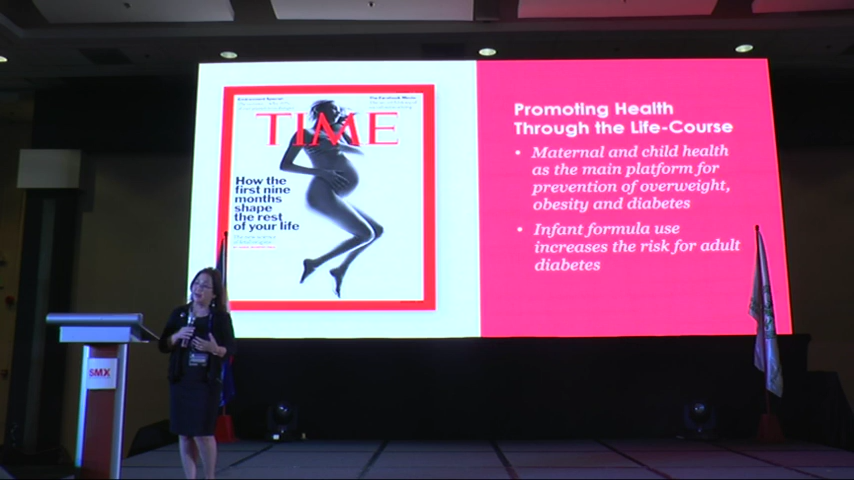 TIME
How the
first nine
months
shape
the rest
of your life
Promoting Health
Through the Life-Course
• Maternal and child health
as the main platform for
prevention of overweight,
obesity and diabetes
• Infant formula use
increases the risk for adult
diabetes
SMX